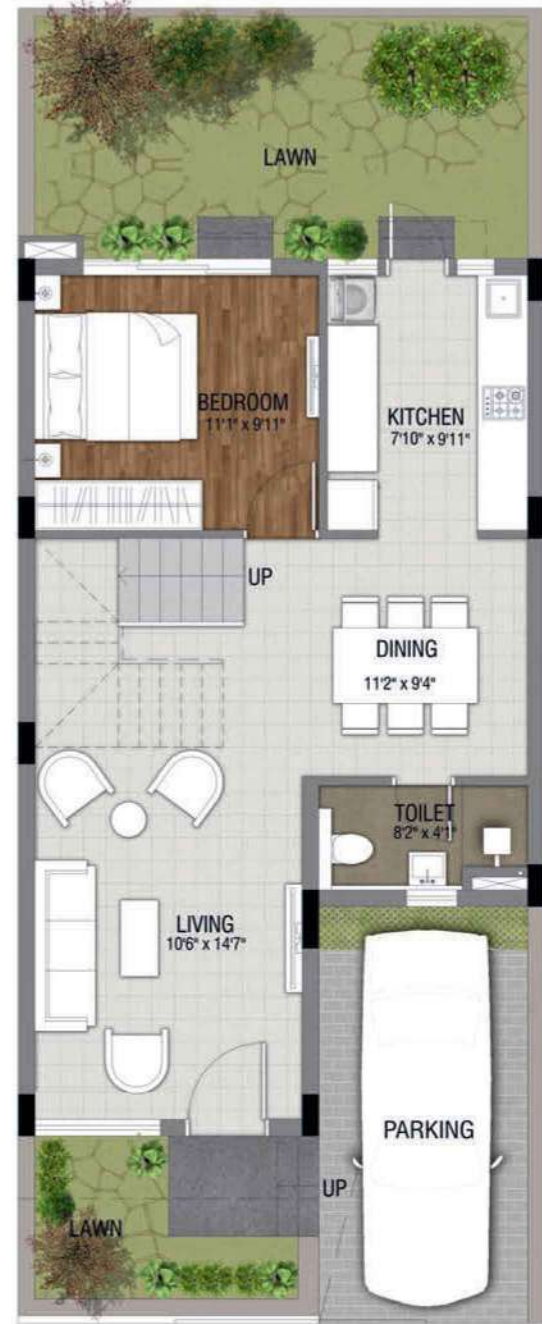 LAWN
BEDROOM
11'1" x 9'11"
KITCHEN
7'10" x 9'11"
UP
DINING
11'2" x 9'4"
TOILET
8'2" x 4'1"
LIVING
10'6" x 14'7"
PARKING
UP
LAWN